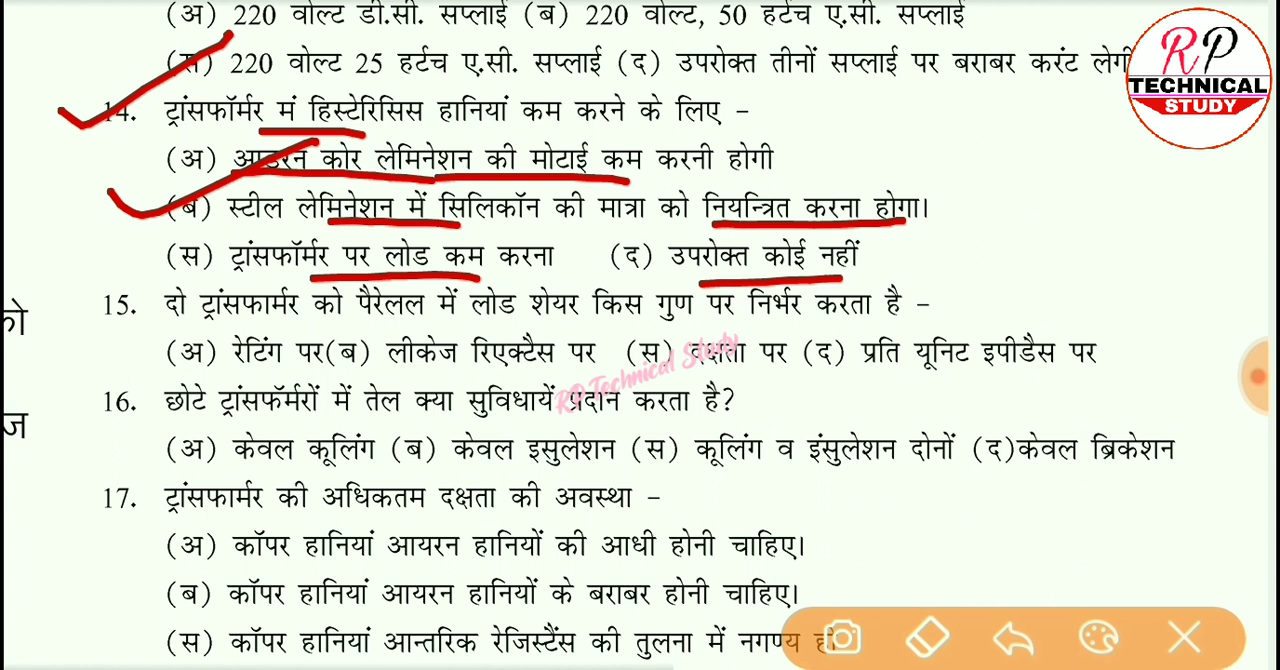 (अ) 220 वोल्ट डी.सी. सप्लाई (ब) 220 वोल्ट, 50 हर्टच ए.सी. सप्लाई
(स) 220 वोल्ट 25 हर्टच ए.सी. सप्लाई (द) उपरोक्त तीनों सप्लाई पर बराबर करंट लेगी
RP
TECHNICAL
STUDY
14. ट्रांसफॉर्मर मं हिस्टेरिसिस हानियां कम करने के लिए -
(अ) आइरन कोर लेमिनेशन की मोटाई कम करनी होगी
(ब) स्टील लेमिनेशन में सिलिकॉन की मात्रा को नियन्त्रित करना होगा।
(स) ट्रांसफॉर्मर पर लोड कम करना (द) उपरोक्त कोई नहीं
को
15. दो ट्रांसफार्मर को पैरेलल में लोड शेयर किस गुण पर निर्भर करता है -
(अ) रेटिंग पर(ब) लीकेज रिएक्टैस पर (स) दक्षता पर (द) प्रति यूनिट इपीडैस पर
RP Technical Study
16. छोटे ट्रांसफॉर्मरों में तेल क्या सुविधायें प्रदान करता है?
ज
(अ) केवल कूलिंग (ब) केवल इसुलेशन (स) कूलिंग व इंसुलेशन दोनों (द)केवल ब्रिकेशन
17. ट्रांसफार्मर की अधिकतम दक्षता की अवस्था -
(अ) कॉपर हानियां आयरन हानियों की आधी होनी चाहिए।
(ब) कॉपर हानियां आयरन हानियों के बराबर होनी चाहिए।
(स) कॉपर हानियां आन्तरिक रेजिस्टैंस की तुलना में नगण्य